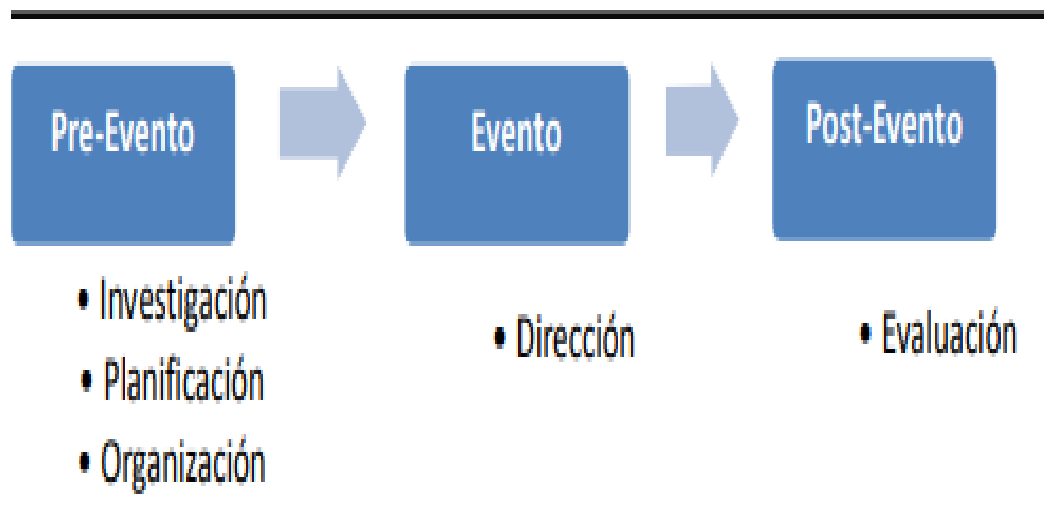 Pre-Evento
Evento
Post-Evento
• Investigación
• Planificación
• Organización
• Dirección
• Evaluación